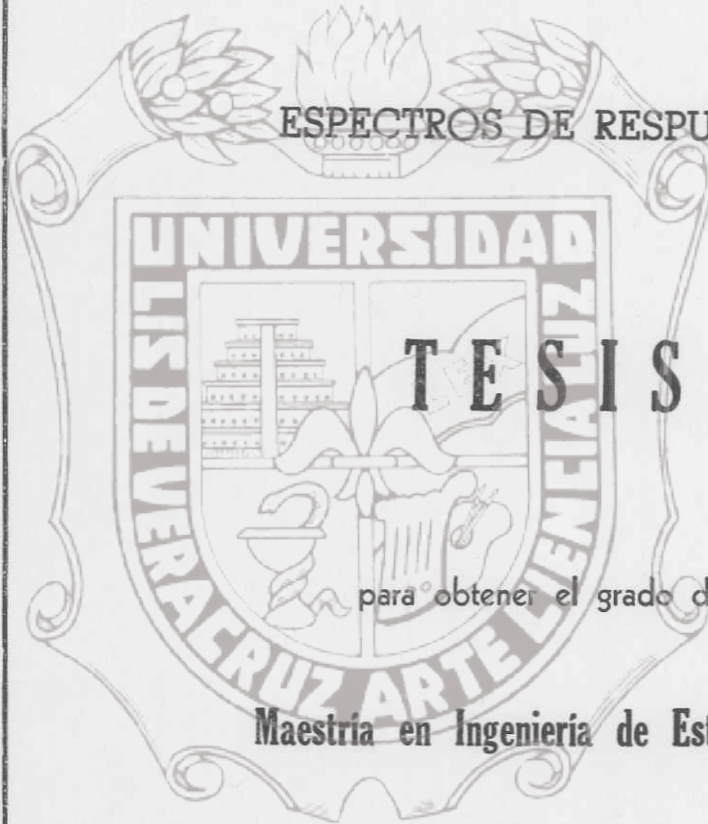 ESPECTROS DE RESPU
UNIVERSIDAD
LIS DE VERACRUZ ARTE CIENCIA LUZ
LEX
T E S I S
para obtener el grado d
Maestría en Ingeniería de Est